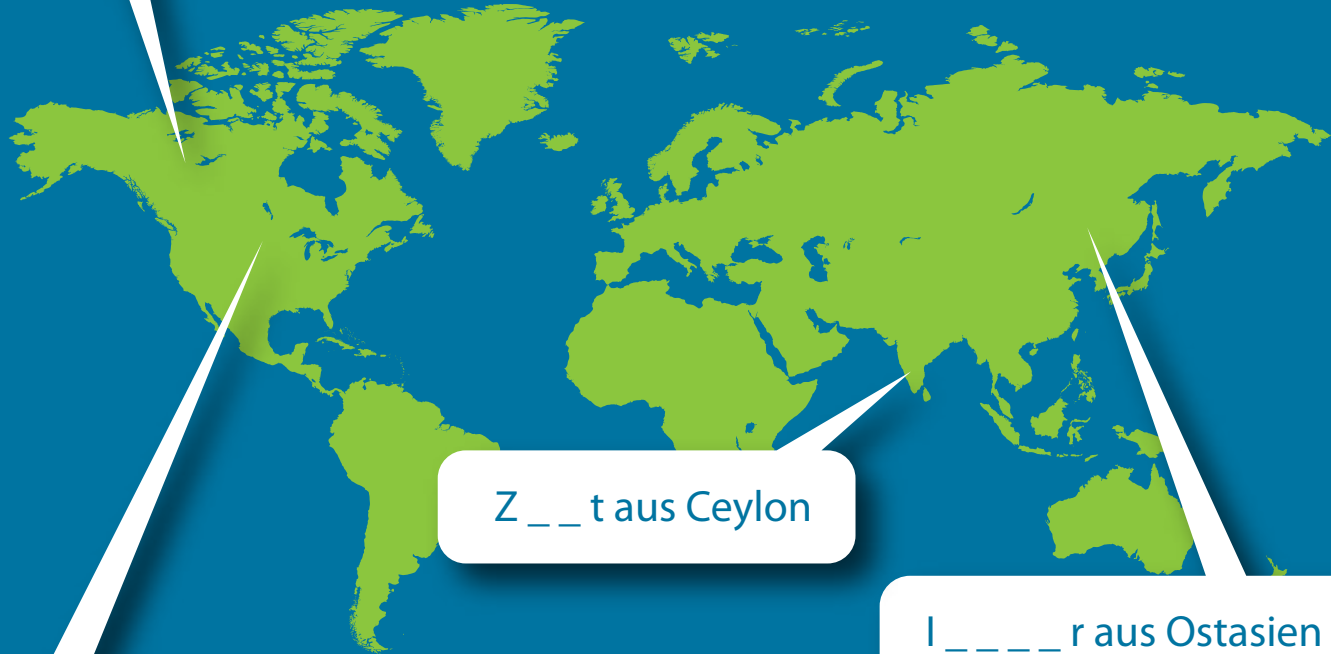 Z _ _ t aus Ceylon
I _ _ _ _ r aus Ostasien